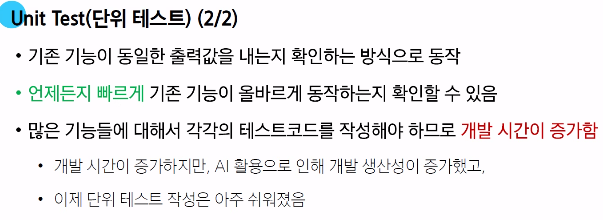 Unit Test(단위 테스트) (2/2)
• 기존 기능이 동일한 출력값을 내는지 확인하는 방식으로 동작
• 언제든지 빠르게 기존 기능이 올바르게 동작하는지 확인할 수 있음
• 많은 기능들에 대해서 각각의 테스트코드를 작성해야 하므로 개발 시간이 증가함
• 개발 시간이 증가하지만, AI 활용으로 인해 개발 생산성이 증가했고,
• 이제 단위 테스트 작성은 아주 쉬워졌음